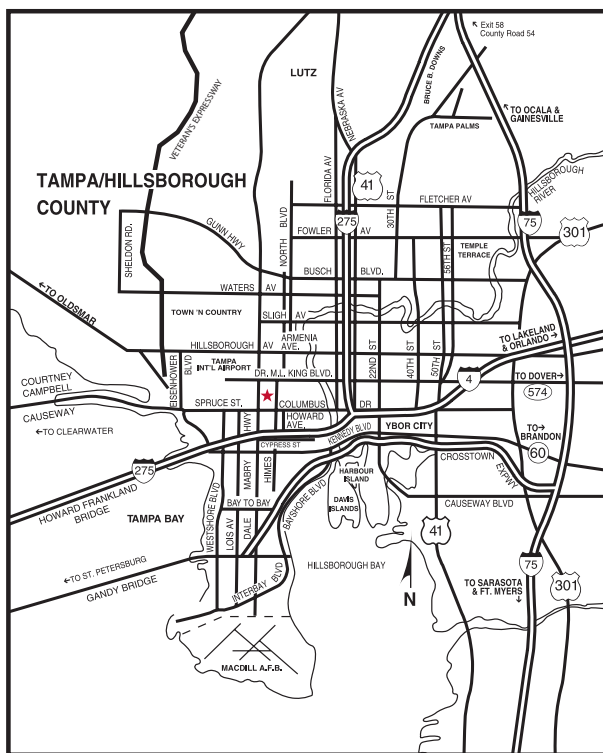 Exit 58
County Road 54
LUTZ
BRUCE B. DOWNS
NEBRASKA AV
VETERAN'S EXPRESSWAY
TO OCALA &
GAINESVILLE
TAMPA PALMS
TAMPA/HILLSBOROUGH
COUNTY
FLORIDA AV
41
30TH ST
HILLSBOROUGH
RIVER
FLETCHER AV
SHELDON RD.
GUNN HWY
NORTH BLVD
275
75
301
FOWLER AV
56TH ST
TEMPLE
TERRACE
BUSCH BLVD.
WATERS AV
TO OLDSMAR
TOWN 'N COUNTRY
SLIGH AV
ARMENIA
AVE.
HILLSBOROUGH AV
22ND ST
40TH ST
50TH ST
TO LAKELAND
& ORLANDO
EISENHOWER BLVD
TAMPA
INT'L AIRPORT
DR. M.L. KING BLVD.
4
TO DOVER
574
COURTNEY
CAMPBELL
CAUSEWAY
SPRUCE ST.
COLUMBUS DR
HOWARD
AVE.
TO CLEARWATER
HWY
CYPRESS ST
KENNEDY BLVD
YBOR CITY
TO
BRANDON
60
275
HOWARD FRANKLAND
BRIDGE
MABRY
HIMES
CROSSTOWN EXPWY
HARBOUR
ISLAND
TAMPA BAY
WESTSHORE BLVD
LOIS AV
DALE
BAY TO BAY
BAYSHORE BLVD
DAVIS
ISLANDS
CAUSEWAY BLVD
41
TO ST. PETERSBURG
GANDY BRIDGE
INTERBAY BLVD
HILLSBOROUGH BAY
N
75
301
TO SARASOTA
& FT. MYERS
MACDILL A.F.B.